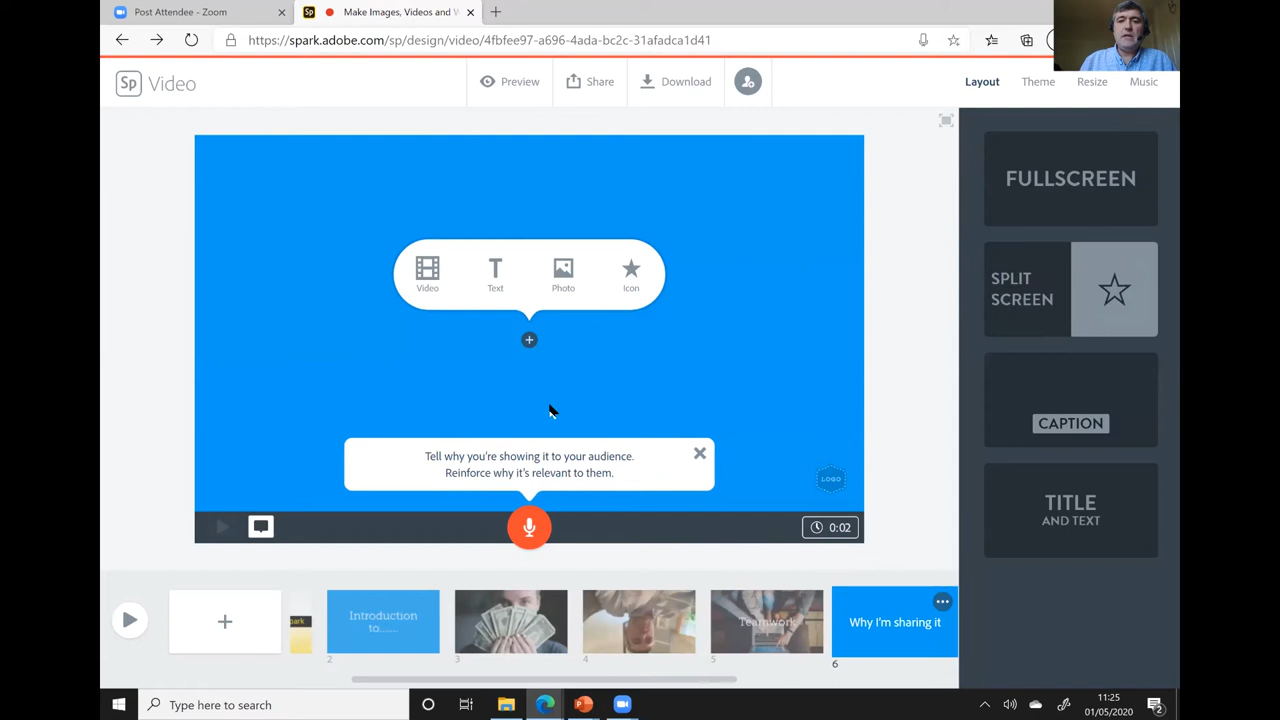 Post Attendee - Zoom
Sp
Make Images, Videos and
https://spark.adobe.com/sp/design/video/4fbfee97-a696-4ada-bc2c-31afadca1d41
Sp Video
Preview
Share
Download
Layout
Theme
Resize
Music
FULLSCREEN
SPLIT
SCREEN
CAPTION
TITLE
AND TEXT
Video
Text
Photo
Icon
Tell why you're showing it to your audience.
Reinforce why it's relevant to them.
LOGO
0:02
Introduction
to.......
Teamwork
Why I'm sharing it
2
3
4
5
6
Type here to search
11:25
01/05/2020
2